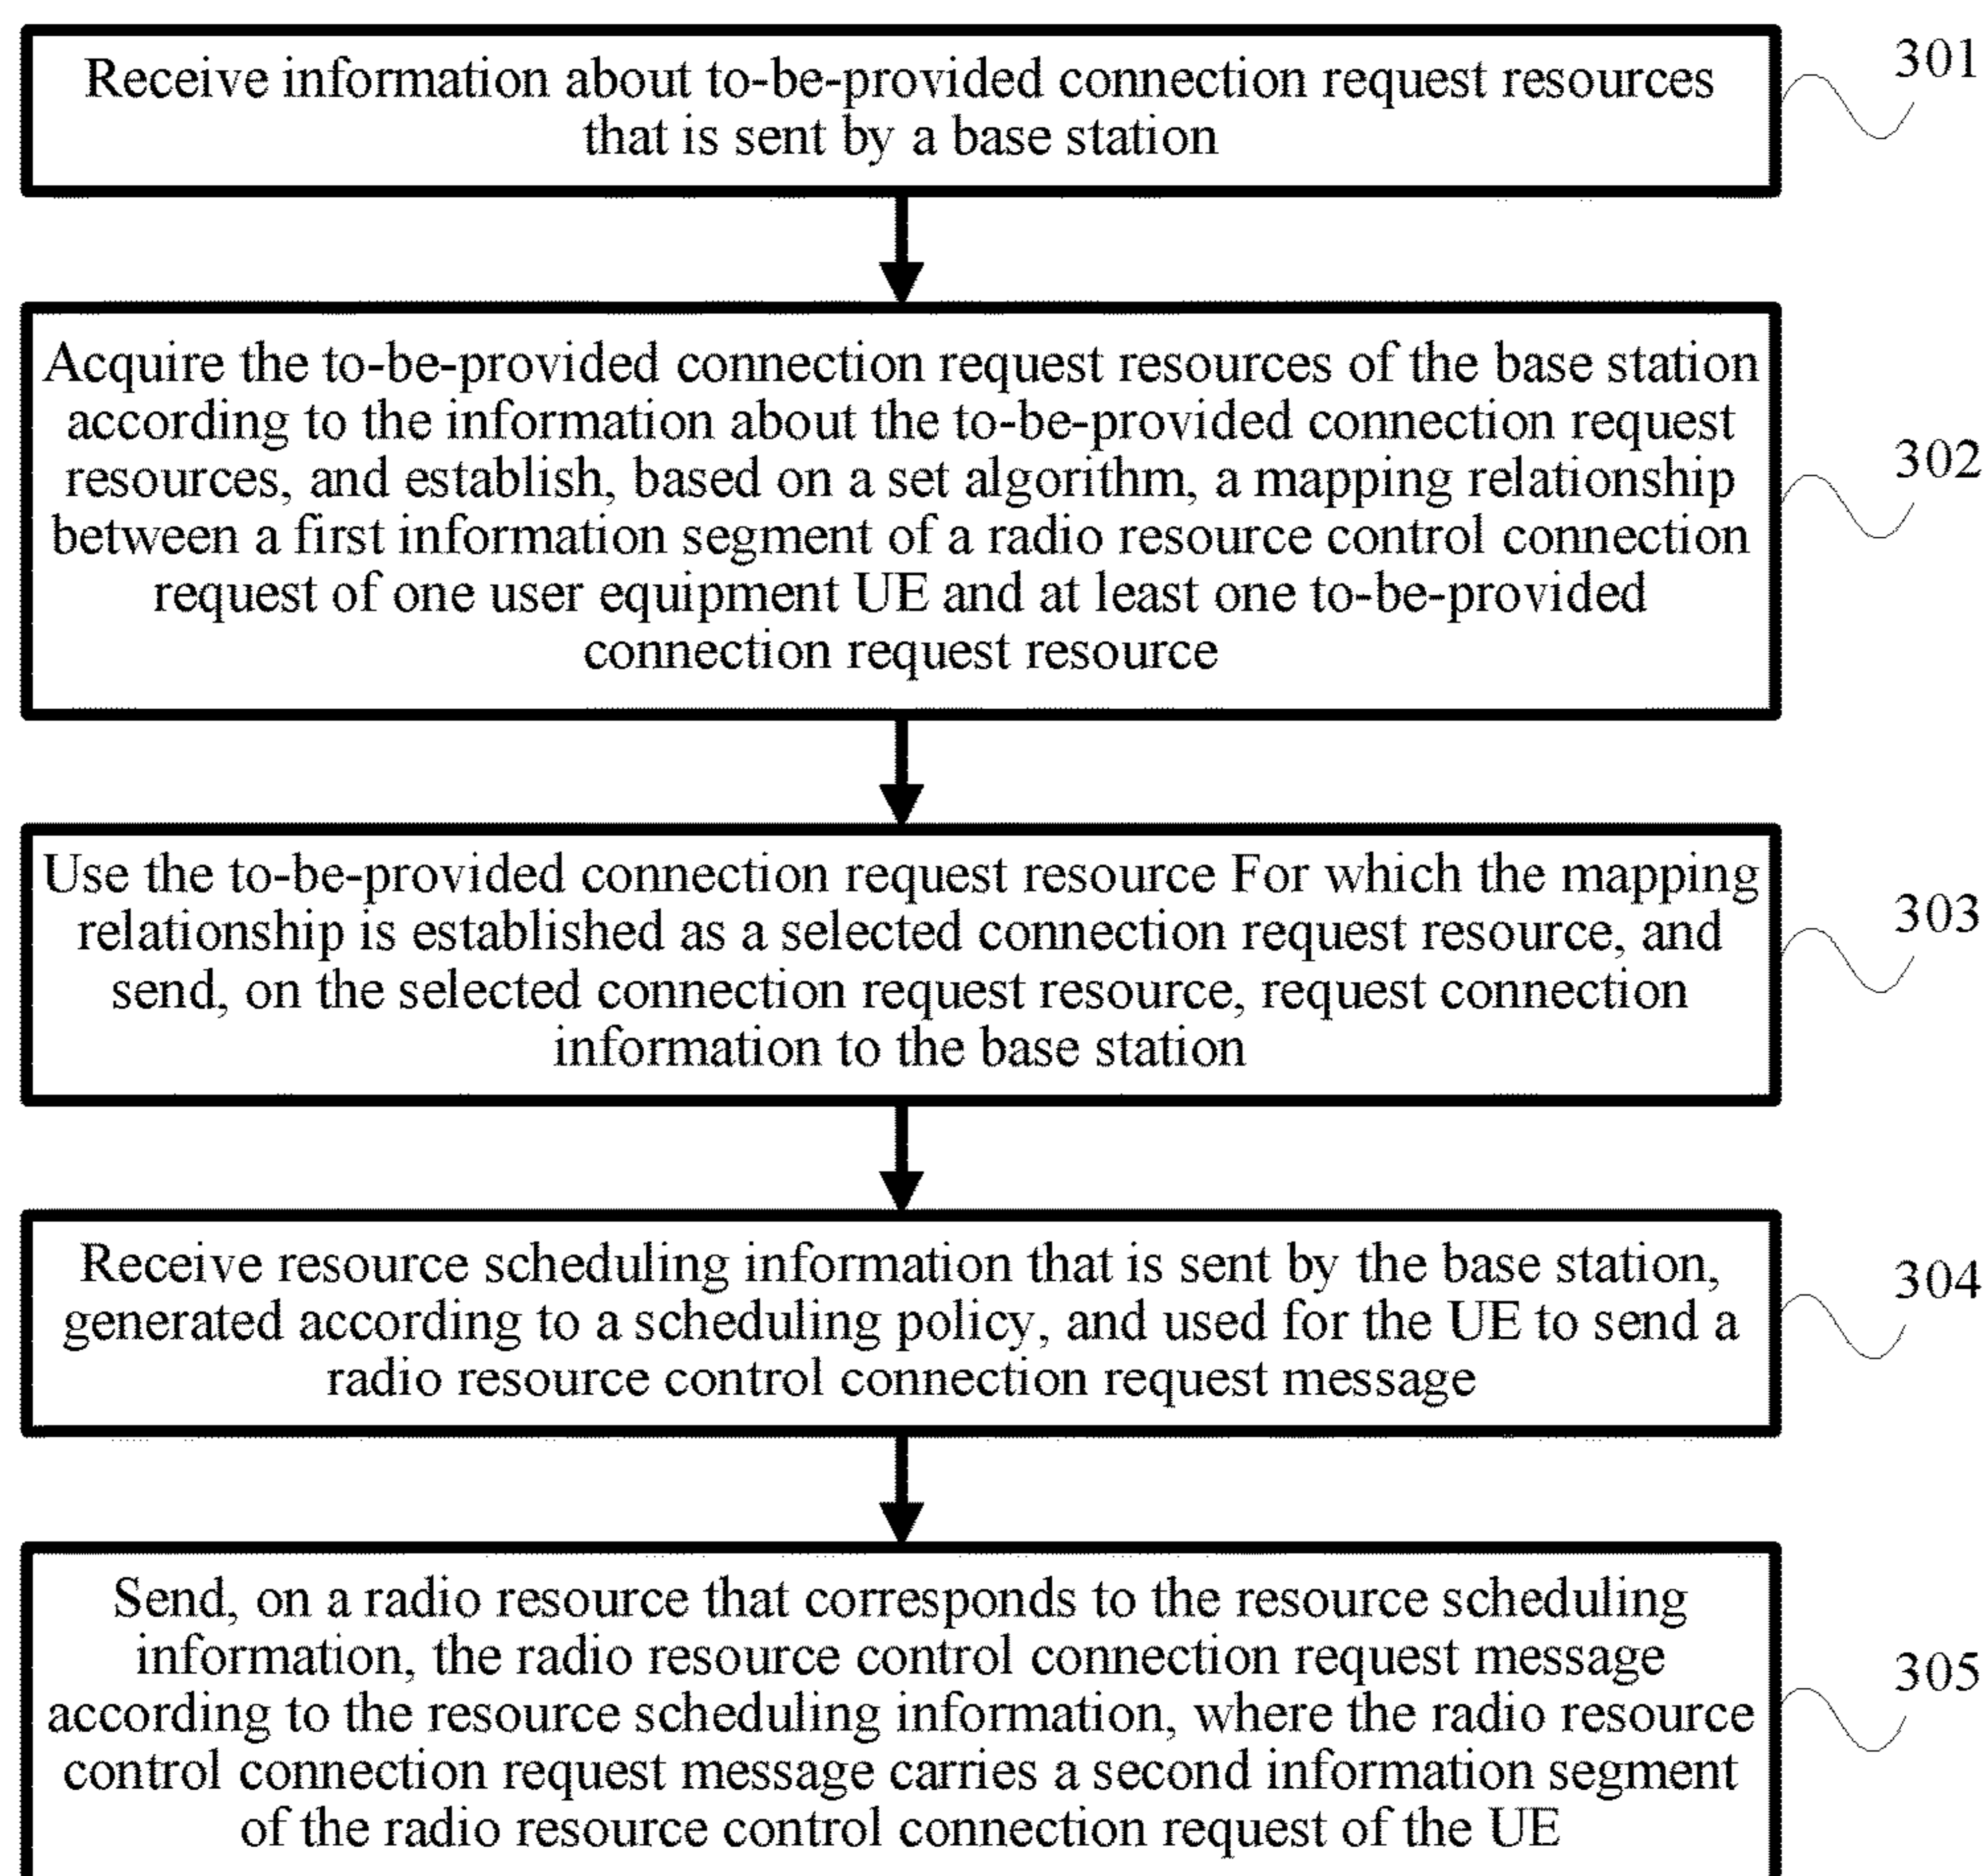 Receive information about to-be-provided connection request resources
that is sent by a base station
301
Acquire the to-be-provided connection request resources of the base station
according to the information about the to-be-provided connection request
resources, and establish, based on a set algorithm, a mapping relationship
between a first information segment of a radio resource control connection
request of one user equipment UE and at least one to-be-provided
connection request resource
302
Use the to-be-provided connection request resource For which the mapping
relationship is established as a selected connection request resource, and
send, on the selected connection request resource, request connection
information to the base station
303
Receive resource scheduling information that is sent by the base station,
generated according to a scheduling policy, and used for the UE to send a
radio resource control connection request message
304
Send, on a radio resource that corresponds to the resource scheduling
information, the radio resource control connection request message
according to the resource scheduling information, where the radio resource
control connection request message carries a second information segment
of the radio resource control connection request of the UE
305